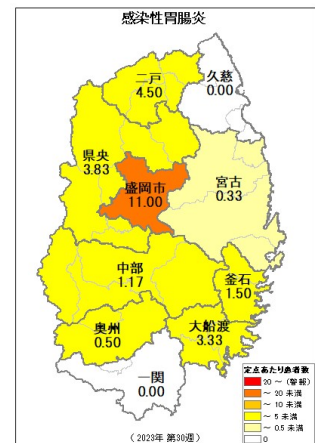 感染性胃腸炎
二戸
4.50
久慈
0.00
県央
3.83
盛岡市
11.00
宮古
0.33
中部
1.17
釜石
1.50
奥州
0.50
大船渡
3.33
一関
0.00
定点あたり患者数
20 ～ (警報)
～ 20 未満
～ 10 未満
～ 5 未満
～ 0.5 未満
0
( 2023年 第30週 )